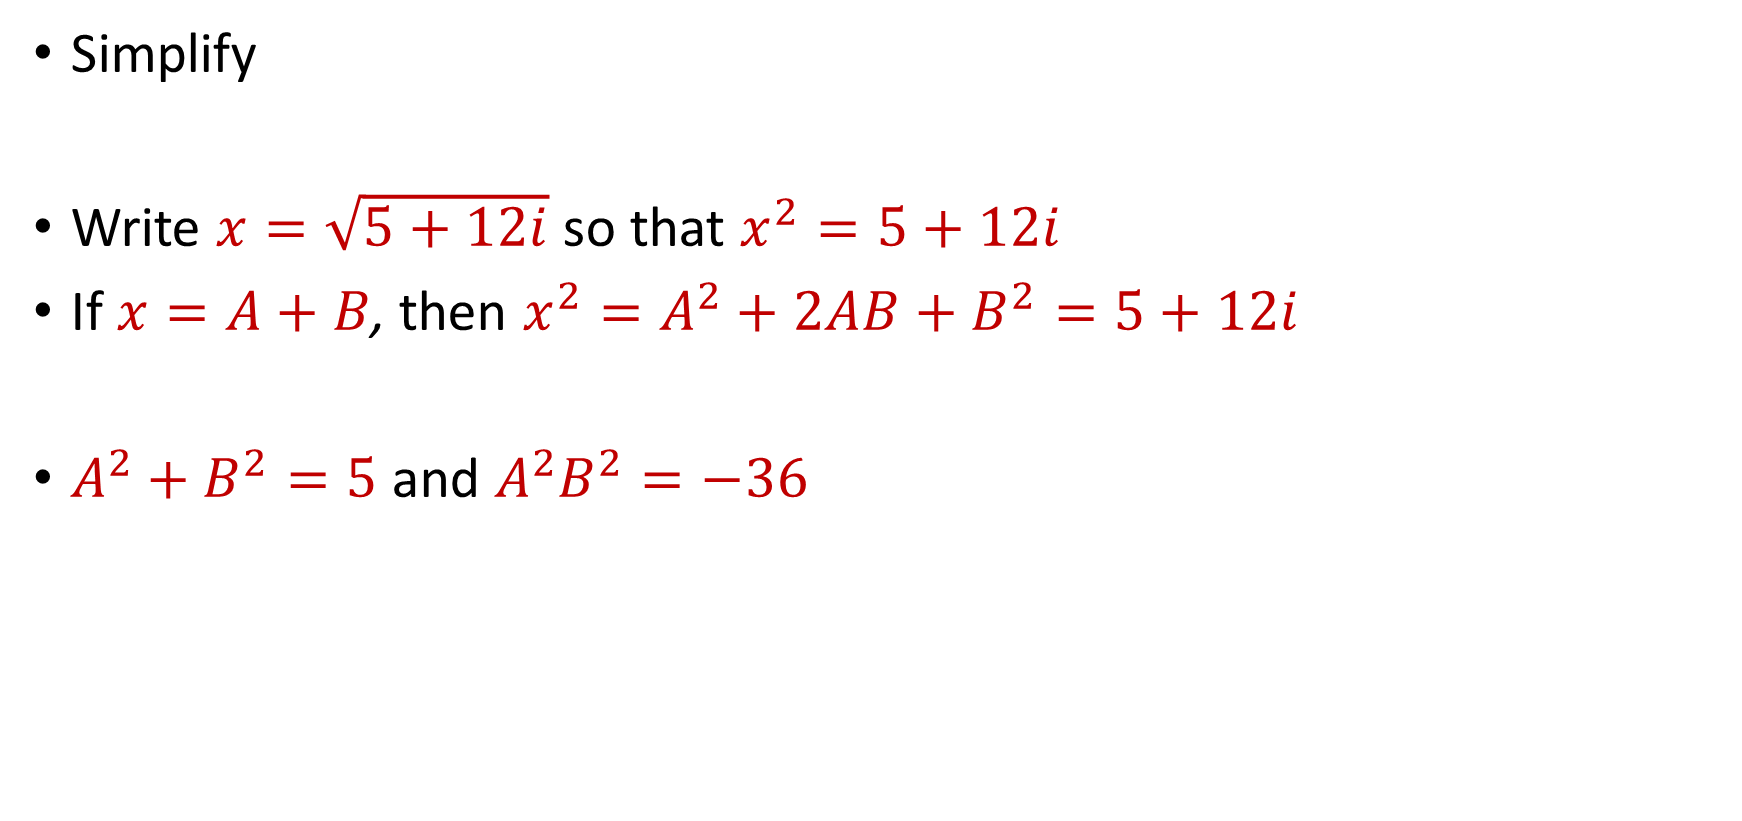 • Simplify
• Write x = √(5 + 12i) so that x² = 5 + 12i
• If x = A + B, then x² = A² + 2AB + B² = 5 + 12i
• A² + B² = 5 and A²B² = −36